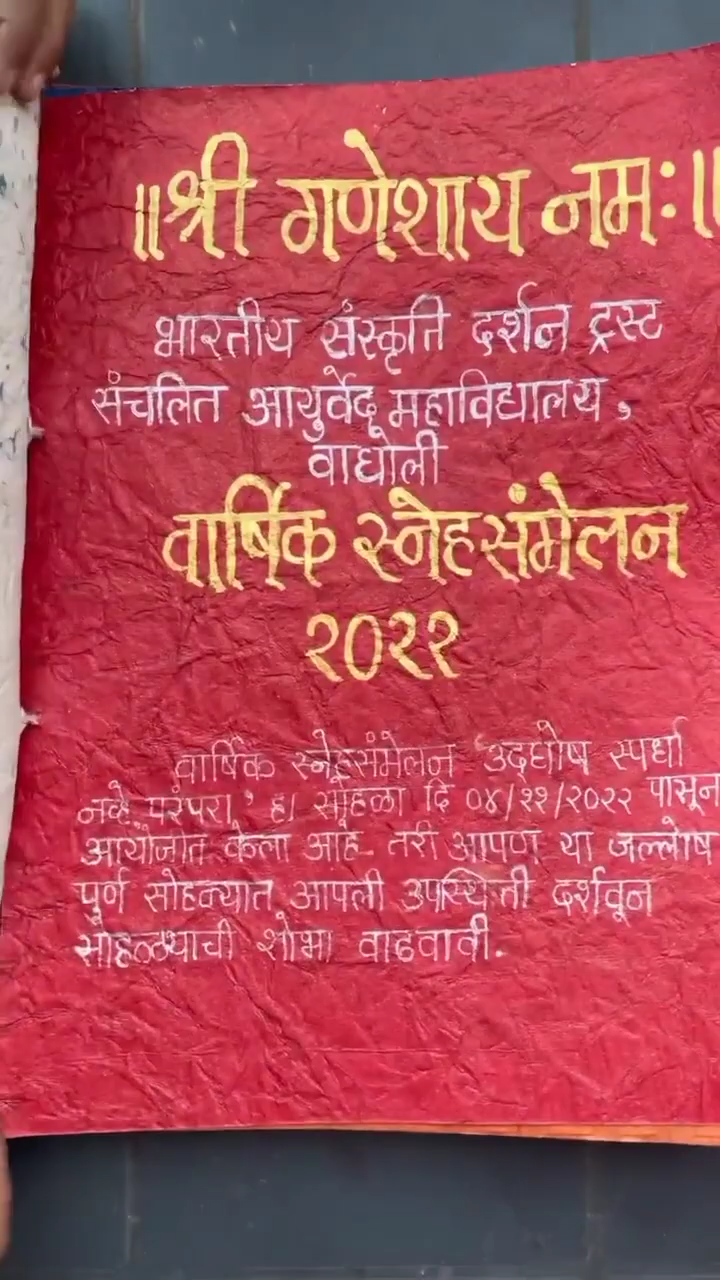 ॥श्री गणेशाय नमः॥
भारतीय संस्कृति दर्शन ट्रस्ट
संचलित आयुर्वेद महाविद्यालय,
वाघोली
वार्षिक स्नेहसंमेलन
२०२२
वार्षिक स्नेहसंमेलन 'उद्घोष स्पर्धा
नव्हे परंपरा,' हा सोहळा दि ०४/११/२०२२ पासून
आयोजीत केला आहे. तरी आपण या जल्लोष
पूर्ण सोहळ्यात आपली उपस्थिती दर्शवून
सोहळ्याची शोभा वाढवावी.